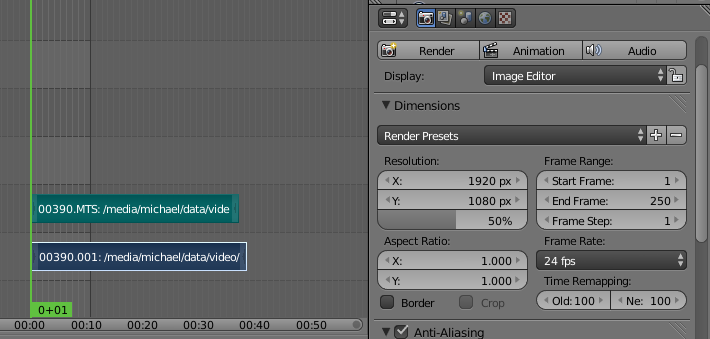 Render
Animation
Audio
Display:
Image Editor
Dimensions
Render Presets
Resolution:
Frame Range:
X: 1920 px
Start Frame: 1
Y: 1080 px
End Frame: 250
50%
Frame Step: 1
Aspect Ratio:
Frame Rate:
X: 1.000
24 fps
Y: 1.000
Time Remapping:
Border
Crop
Old: 100
Ne: 100
Anti-Aliasing
00390.MTS: /media/michael/data/vide
00390.001: /media/michael/data/video/
0+01
00:00 00:10 00:20 00:30 00:40 00:50